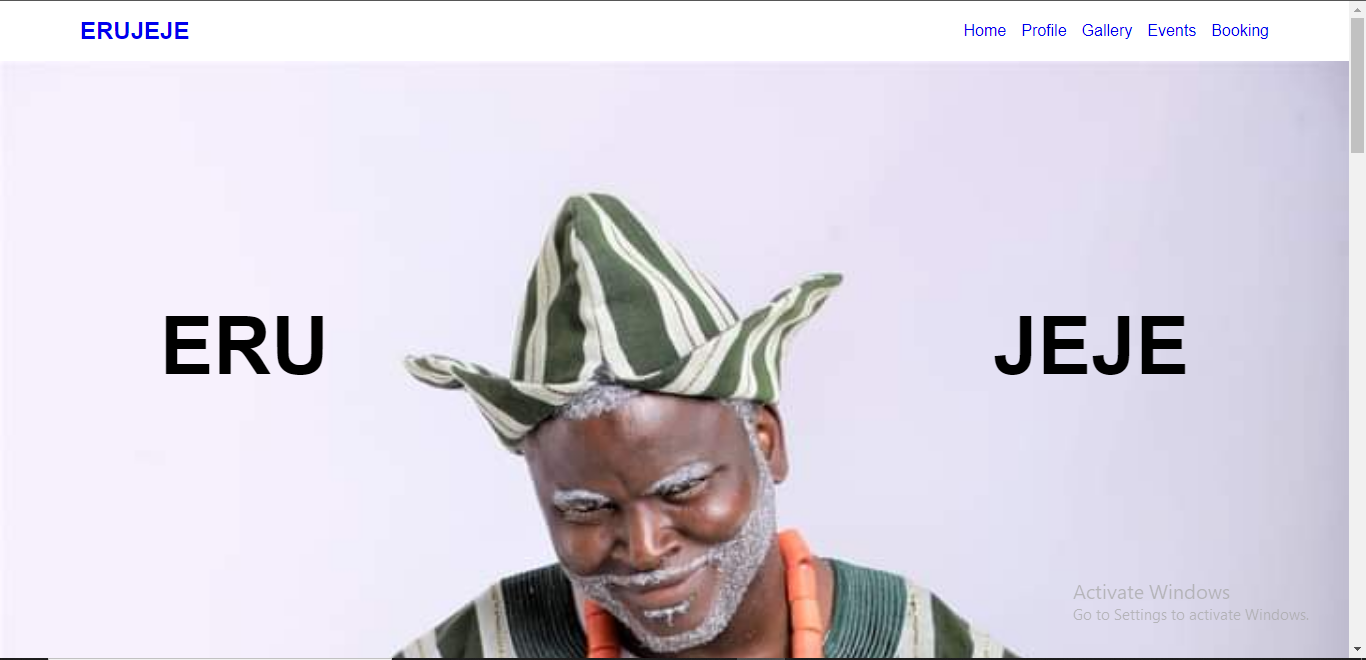 ERUJEJE
Home Profile Gallery Events Booking
ERU JEJE
Activate Windows
Go to Settings to activate Windows.